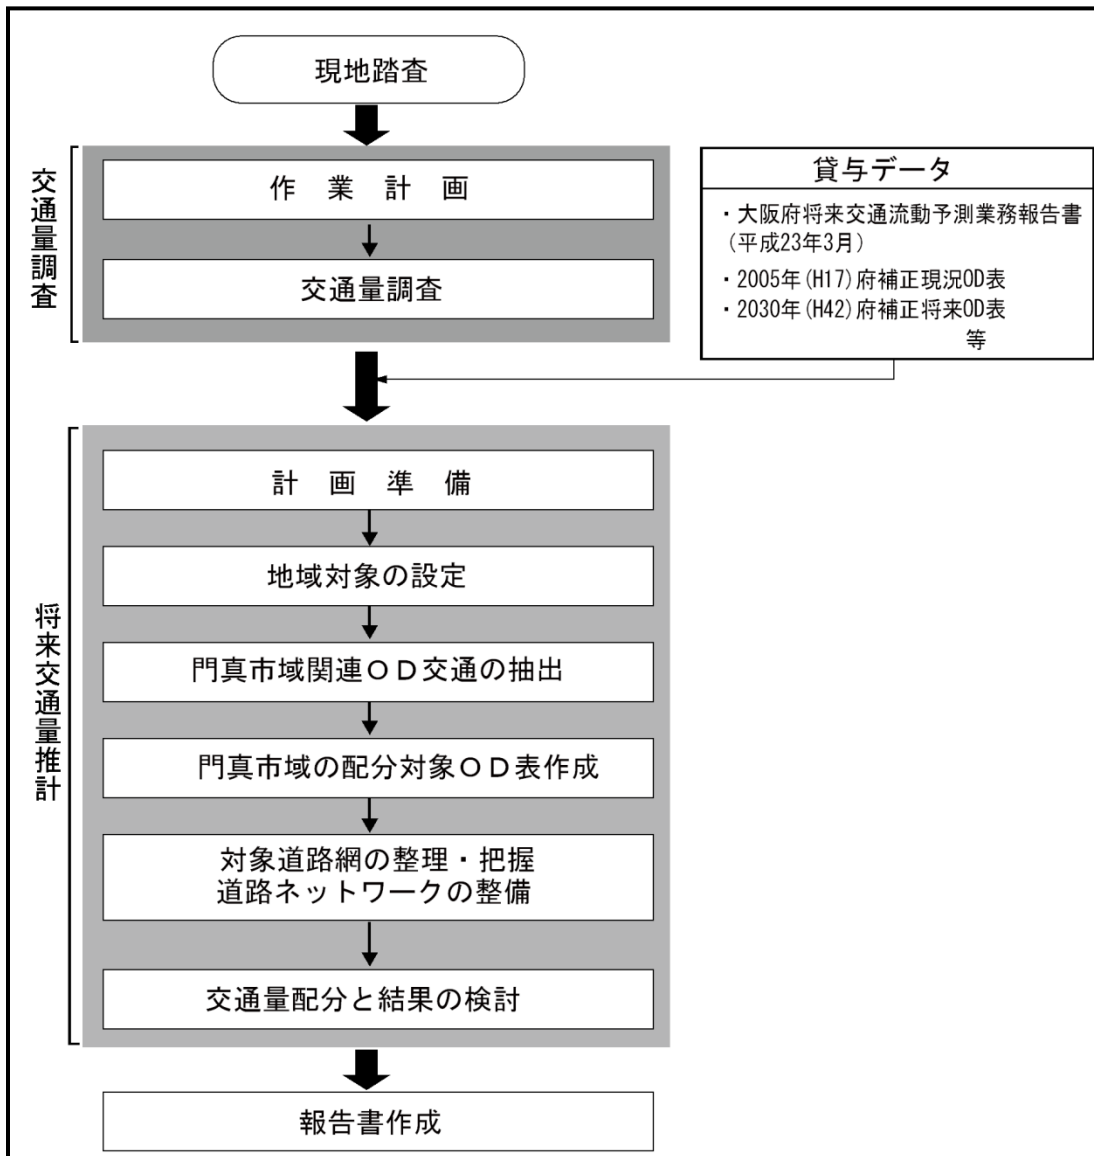 現地踏査
交通量調査
作業計画
交通量調査
貸与データ
・大阪府将来交通流動予測業務報告書
（平成23年3月）
・2005年(H17)府補正現況OD表
・2030年(H42)府補正将来OD表
等
将来交通量推計
計画準備
地域対象の設定
門真市域関連ＯＤ交通の抽出
門真市域の配分対象ＯＤ表作成
対象道路網の整理・把握
道路ネットワークの整備
交通量配分と結果の検討
報告書作成